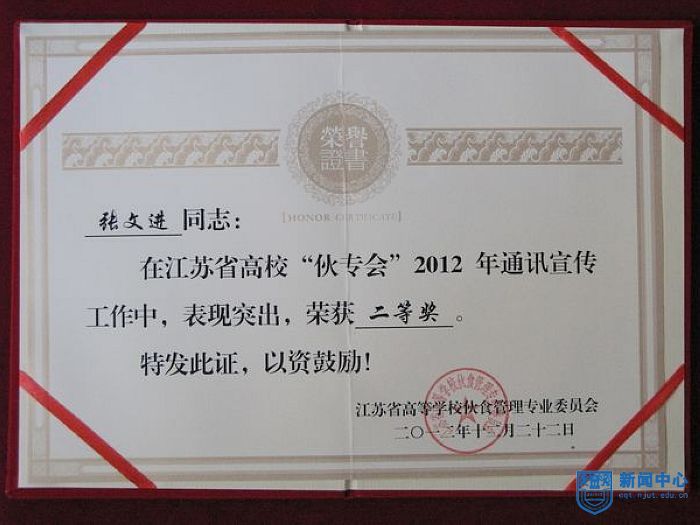 榮譽
證書
[HONOR CERTIFICATE]
张文进 同志：
在江苏省高校“伙专会”2012 年通讯宣传
工作中，表现突出，荣获 二等奖 。
特发此证，以资鼓励！
江苏省高等学校伙食管理专业委员会
二〇一二年十二月二十二日
新闻中心
cqt.njut.edu.cn